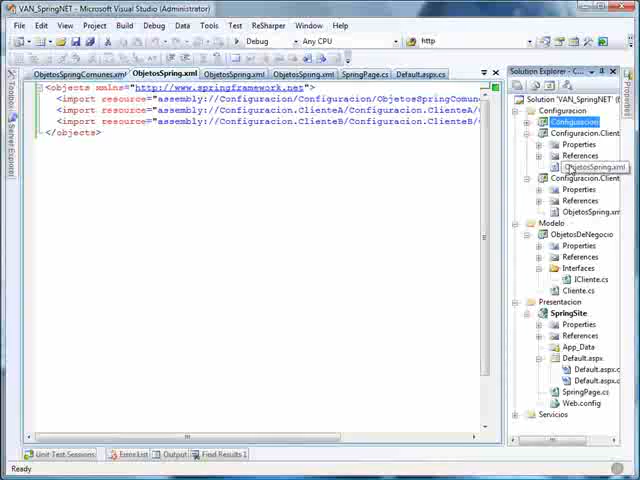 VAN_SpringNET - Microsoft Visual Studio (Administrator)
File Edit View Project Build Debug Data Tools Test ReSharper Window Help
Debug Any CPU http
ObjetosSpringComunes.xml ObjetosSpring.xml ObjetosSpring.xml ObjetosSpring.xml SpringPage.cs Default.aspx.cs
<objects xmlns="http://www.springframework.net">
<import resource="assembly://Configuracion/Configuracion/ObjetosSpringComun
<import resource="assembly://Configuracion.ClienteA/Configuracion.ClienteA/
<import resource="assembly://Configuracion.ClienteB/Configuracion.ClienteB/
</objects>
Toolbox
Server Explorer
Solution Explorer - C...
Properties
Solution 'VAN_SpringNET'
Configuracion
Configuracion
Configuracion.Client
Properties
References
ObjetosSpring.xml
Configuracion.Client
Properties
References
ObjetosSpring.xml
Modelo
ObjetosDeNegocio
Properties
References
Interfaces
ICliente.cs
Cliente.cs
Presentacion
SpringSite
Properties
References
App_Data
Default.aspx
Default.aspx.c
Default.aspx.c
SpringPage.cs
Web.config
Servicios
Unit Test Sessions Error List Output Find Results 1
Ready